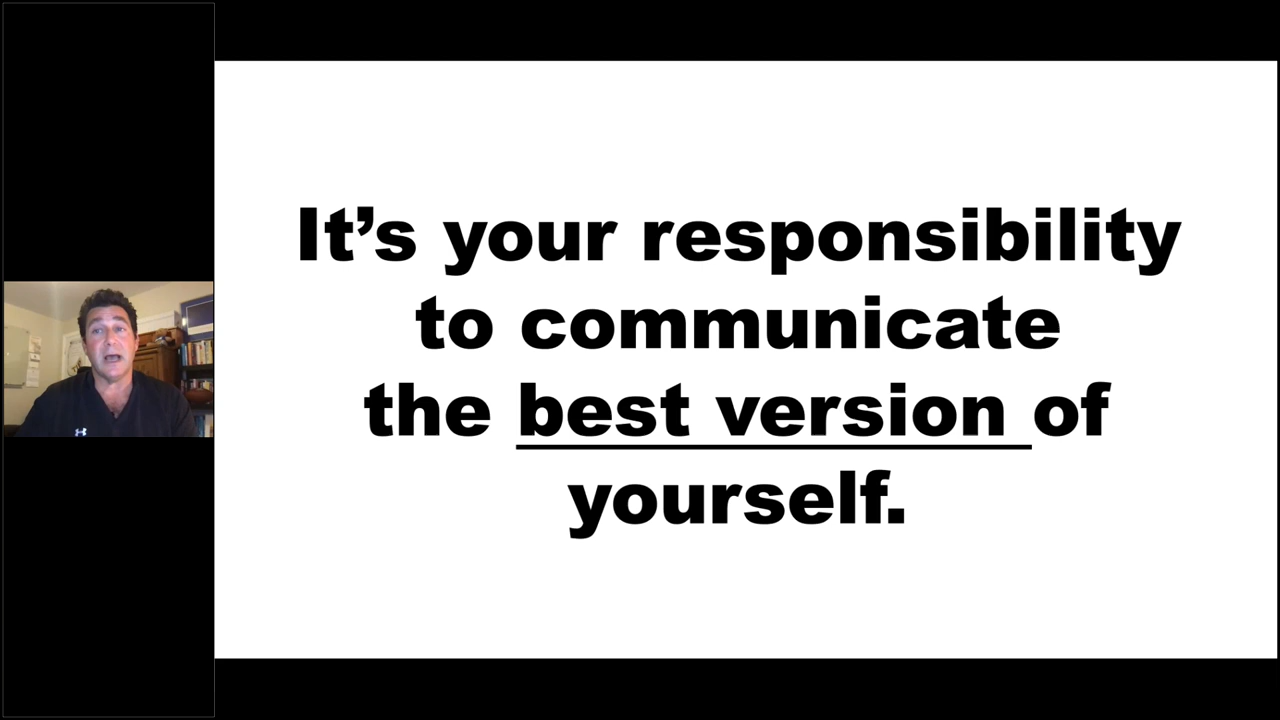 It’s your responsibility
to communicate
the best version of
yourself.